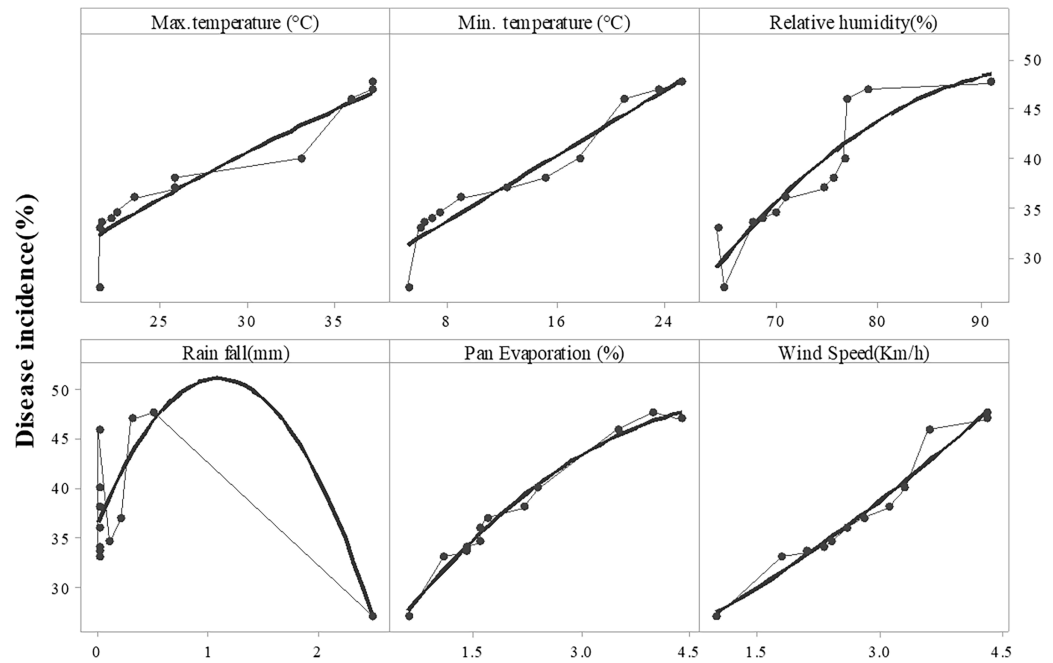 Max.temperature (°C) Min. temperature (°C) Relative humidity(%)
50
45
40
35
30
25 30 35 8 16 24 70 80 90
Disease incidence(%)
Rain fall(mm) Pan Evaporation (%) Wind Speed(Km/h)
50
45
40
35
30
0 1 2 1.5 3.0 4.5 1.5 3.0 4.5